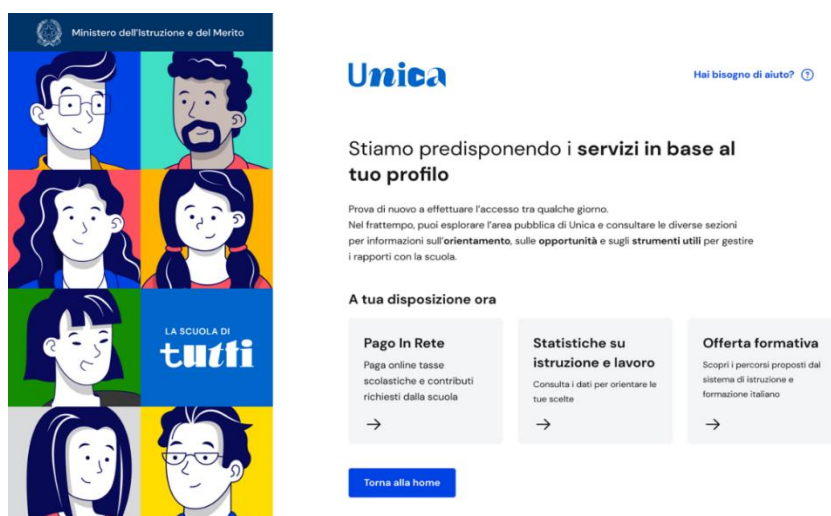 Ministero dell'Istruzione e del Merito
LA SCUOLA DI
tutti
Unica
Hai bisogno di aiuto?
Stiamo predisponendo i servizi in base al
tuo profilo
Prova di nuovo a effettuare l'accesso tra qualche giorno.
Nel frattempo, puoi esplorare l'area pubblica di Unica e consultare le diverse sezioni
per informazioni sull'orientamento, sulle opportunità e sugli strumenti utili per gestire
i rapporti con la scuola.
A tua disposizione ora
Pago In Rete
Paga online tasse
scolastiche e contributi
richiesti dalla scuola
Statistiche su
istruzione e lavoro
Consulta i dati per orientare le
tue scelte
Offerta formativa
Scopri i percorsi proposti dal
sistema di istruzione e
formazione italiano
Torna alla home